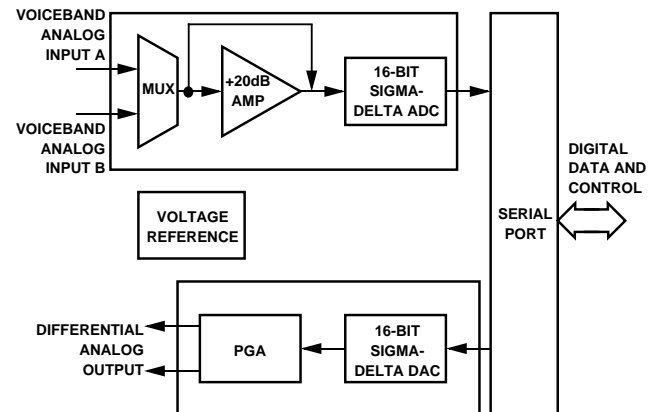 VOICEBAND
ANALOG
INPUT A
MUX
+20dB
AMP
16-BIT
SIGMA-
DELTA ADC
VOICEBAND
ANALOG
INPUT B
VOLTAGE
REFERENCE
SERIAL
PORT
DIGITAL
DATA AND
CONTROL
DIFFERENTIAL
ANALOG
OUTPUT
PGA
16-BIT
SIGMA-
DELTA DAC